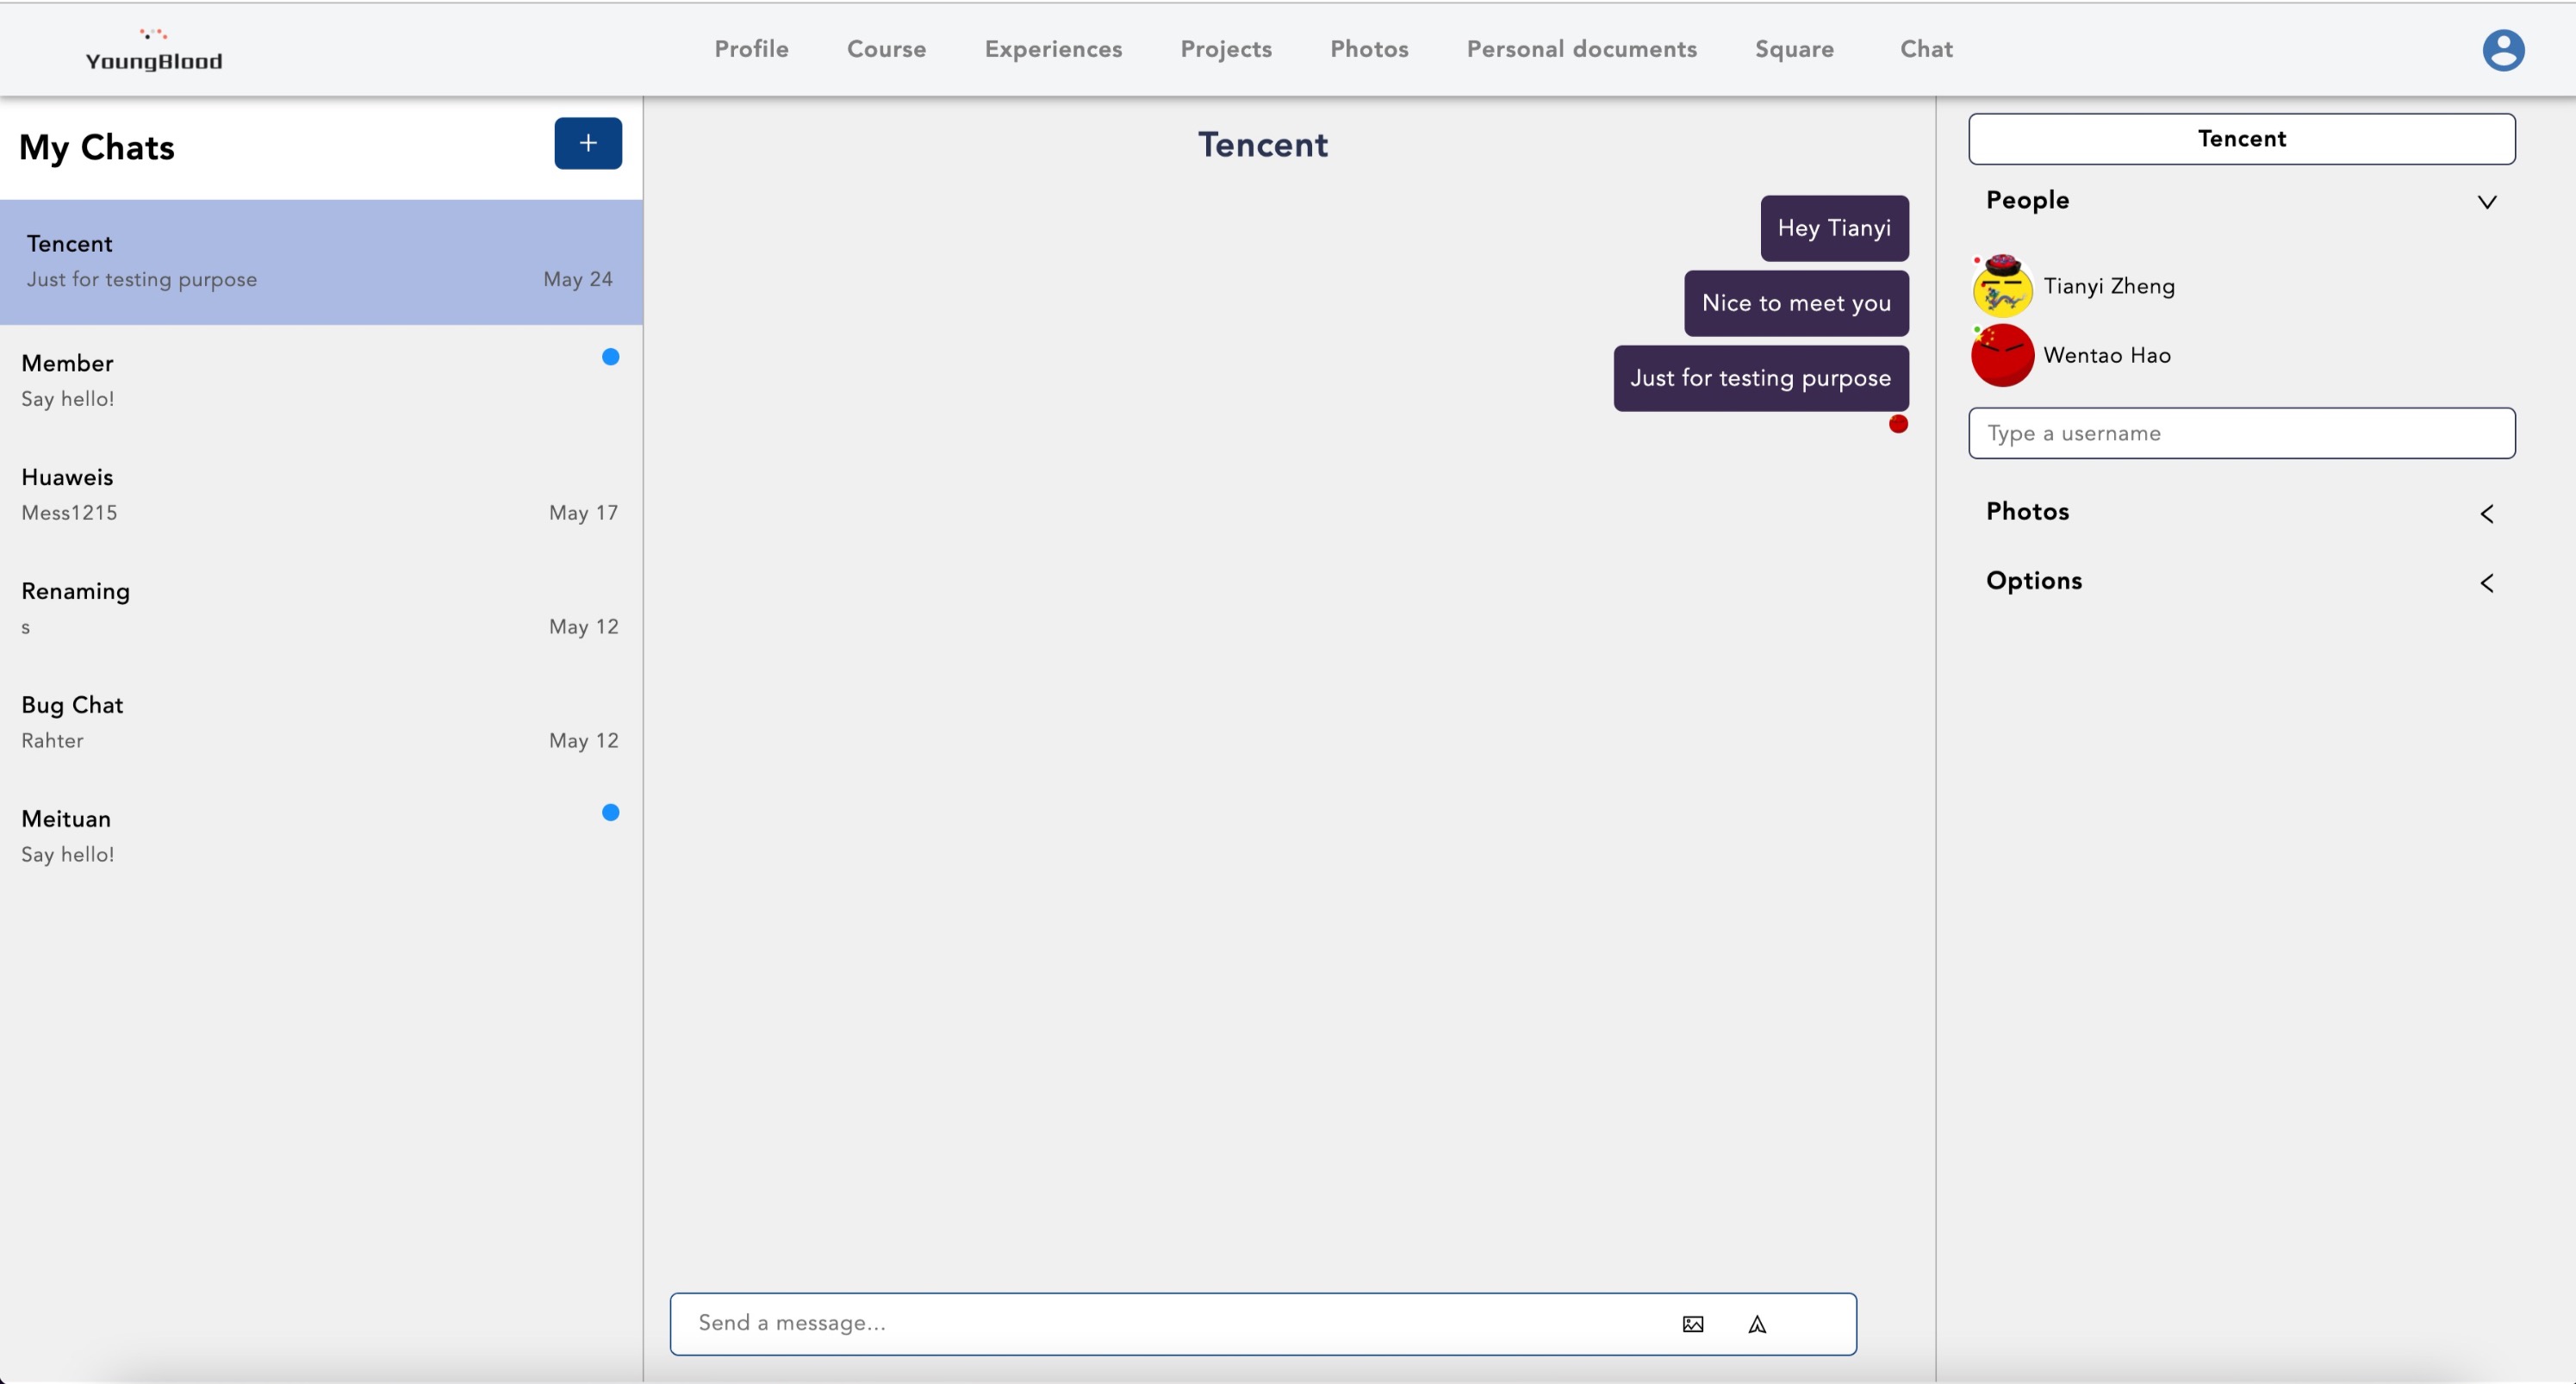 YoungBlood
Profile Course Experiences Projects Photos Personal documents Square Chat
My Chats
+
Tencent
Just for testing purpose May 24
Member
Say hello!
Huaweis
Mess1215 May 17
Renaming
s May 12
Bug Chat
Rahter May 12
Meituan
Say hello!
Tencent
Hey Tianyi
Nice to meet you
Just for testing purpose
Send a message...
Tencent
People
Tianyi Zheng
Wentao Hao
Type a username
Photos
Options